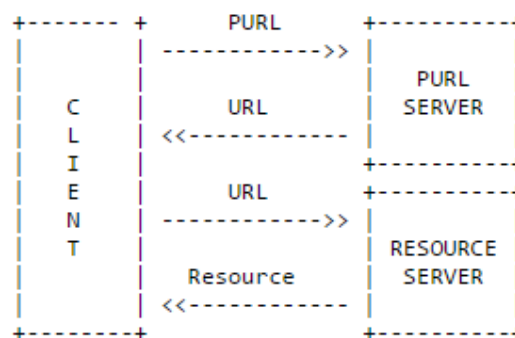 PURL
PURL
C URL SERVER
L
I
E URL
N
T RESOURCE
Resource SERVER